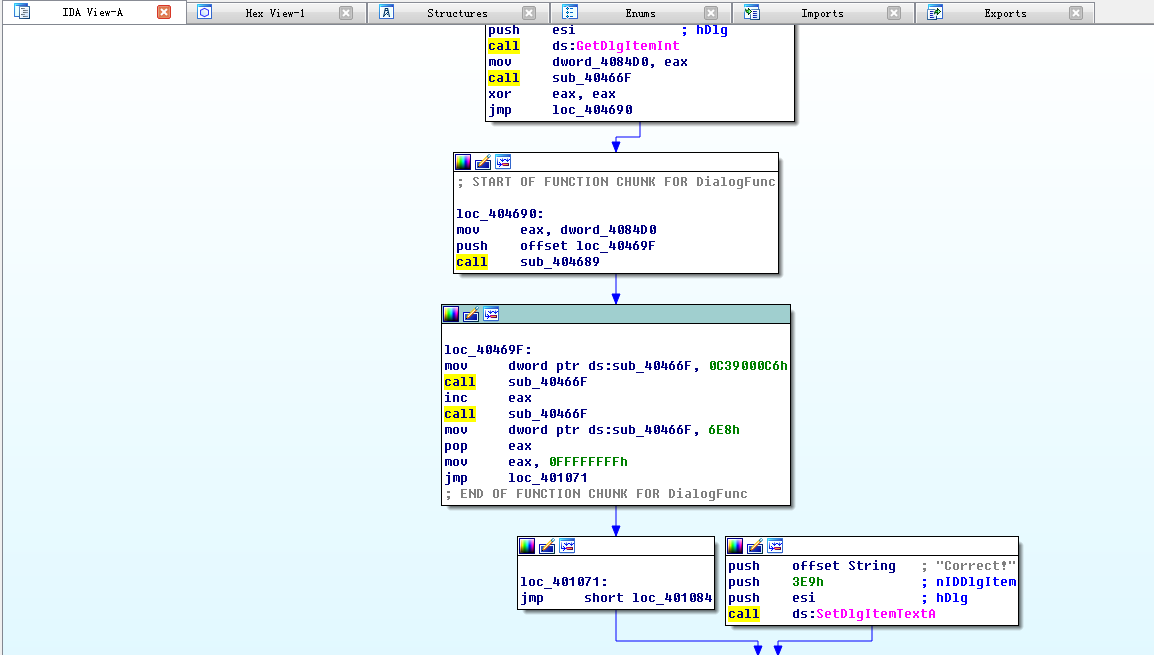 IDA View-A
Hex View-1
Structures
Enums
Imports
Exports
push esi ; hDlg
call ds:GetDlgItemInt
mov dword_4084D0, eax
call sub_40466F
xor eax, eax
jmp loc_404690
; START OF FUNCTION CHUNK FOR DialogFunc
loc_404690:
mov eax, dword_4084D0
push offset loc_40469F
call sub_404689
loc_40469F:
mov dword ptr ds:sub_40466F, 0C39000C6h
call sub_40466F
inc eax
call sub_40466F
mov dword ptr ds:sub_40466F, 6E8h
pop eax
mov eax, 0FFFFFFFFh
jmp loc_401071
; END OF FUNCTION CHUNK FOR DialogFunc
loc_401071:
jmp short loc_401084
push offset String ; "Correct!"
push 3E9h ; nIDDlgItem
push esi ; hDlg
call ds:SetDlgItemTextA